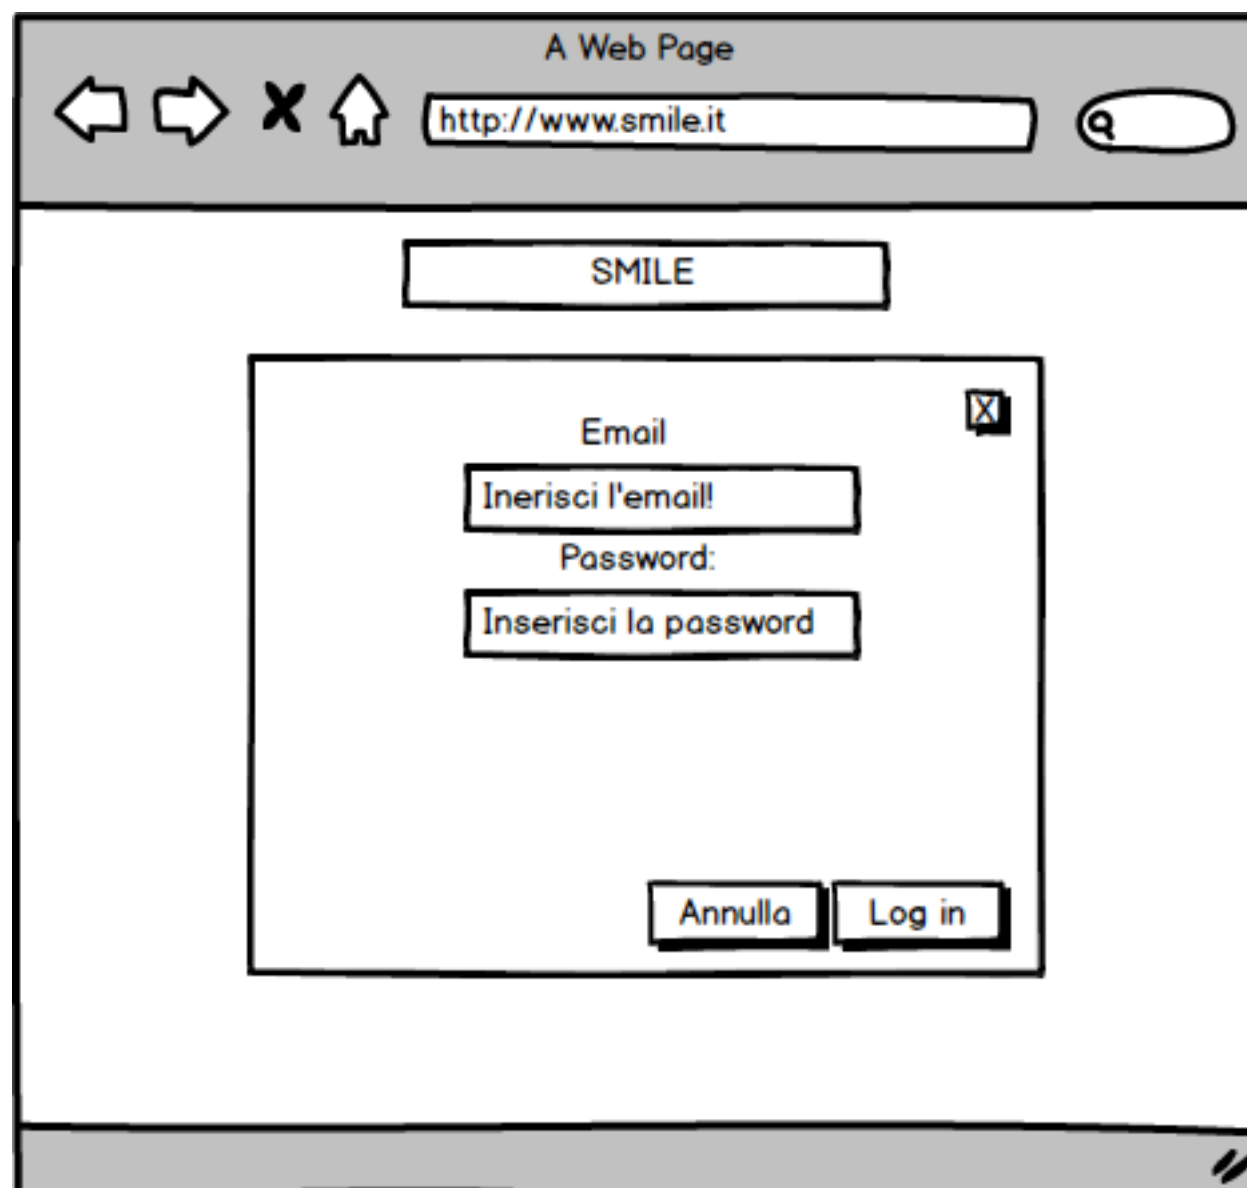 A Web Page
http://www.smile.it
SMILE
X
Email
Inerisci l'email!
Password:
Inserisci la password
Annulla
Log in